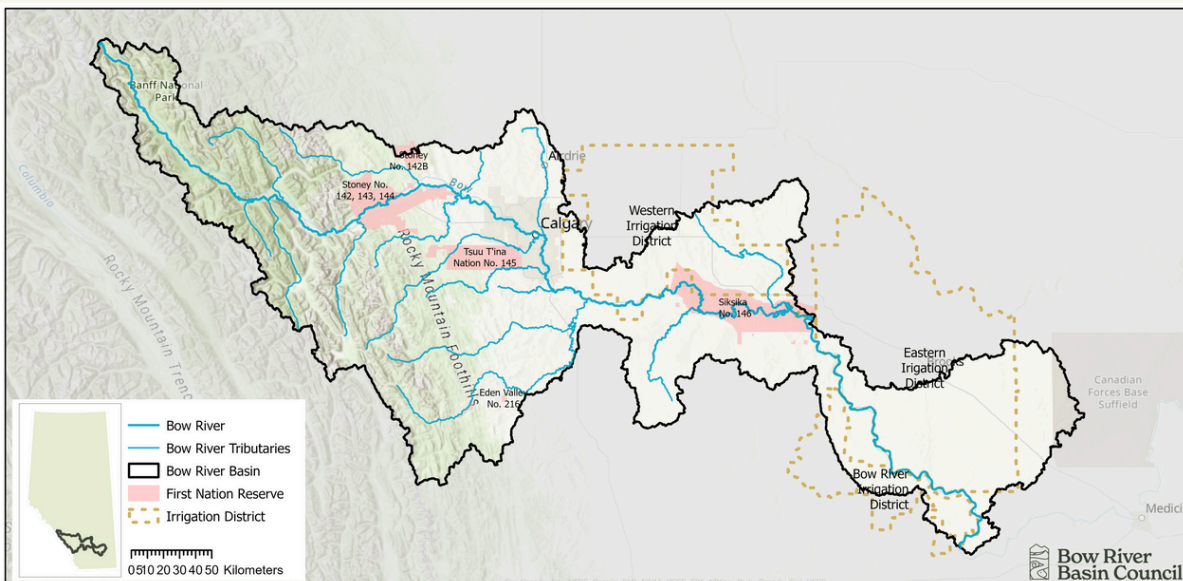 Banff National
Park
Columbia
Rocky Mountain Trenc
Stoney
No. 142B
Stoney No.
142, 143, 144
Bow
Airdrie
Calgary
Tsuu T'ina
Nation No. 145
Rocky Mountain Foothills
Eden Valley
No. 216
Western
Irrigation
District
Siksika
No. 146
Eastern
Irigation
District
Brooks
Canadian
Forces Base
Suffield
Bow River
Irrigation
District
Medici
Bow River
Bow River Tributaries
Bow River Basin
First Nation Reserve
Irrigation District
0 5 10 20 30 40 50 Kilometers
Bow River
Basin Council